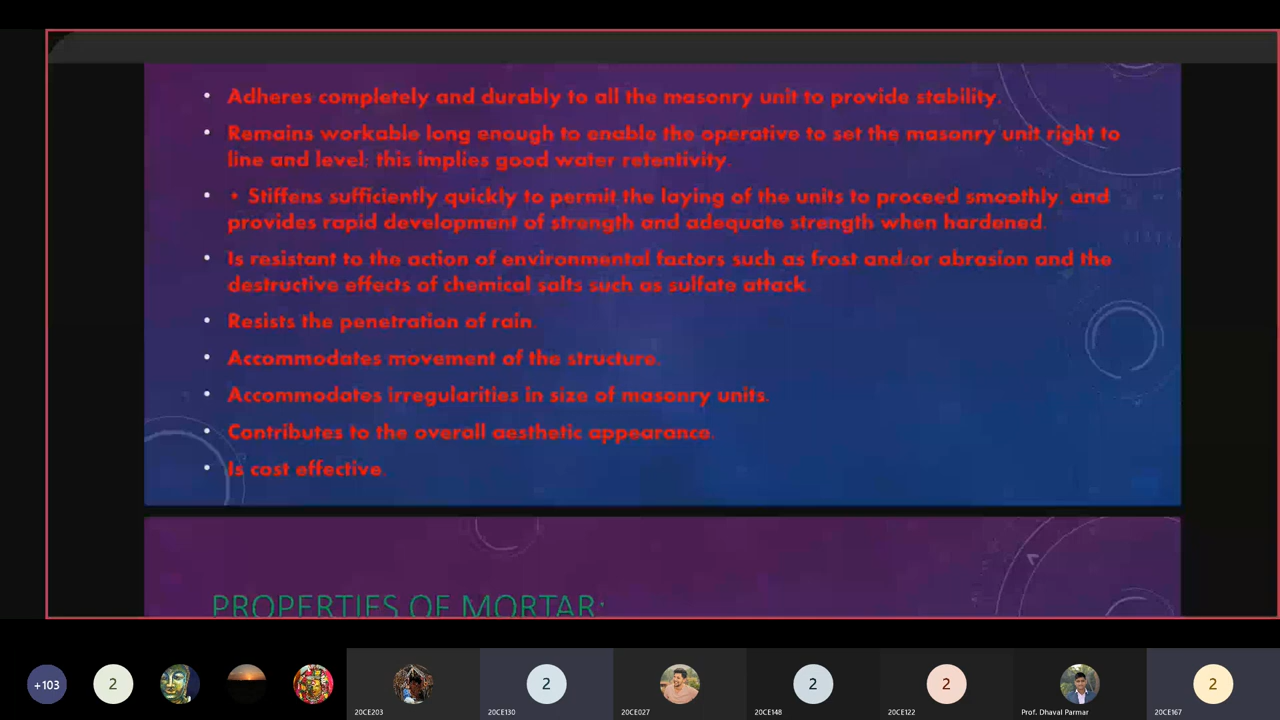 • Adheres completely and durably to all the masonry unit to provide stability.
• Remains workable long enough to enable the operative to set the masonry unit right to
line and level; this implies good water retentivity.
• • Stiffens sufficiently quickly to permit the laying of the units to proceed smoothly, and
provides rapid development of strength and adequate strength when hardened.
• Is resistant to the action of environmental factors such as frost and/or abrasion and the
destructive effects of chemical salts such as sulfate attack.
• Resists the penetration of rain.
• Accommodates movement of the structure.
• Accommodates irregularities in size of masonry units.
• Contributes to the overall aesthetic appearance.
• Is cost effective.
PROPERTIES OF MORTAR:
+103 2 2 2 2 2
20CE203 20CE130 20CE027 20CE148 20CE122 Prof. Dhaval Parmar 20CE167